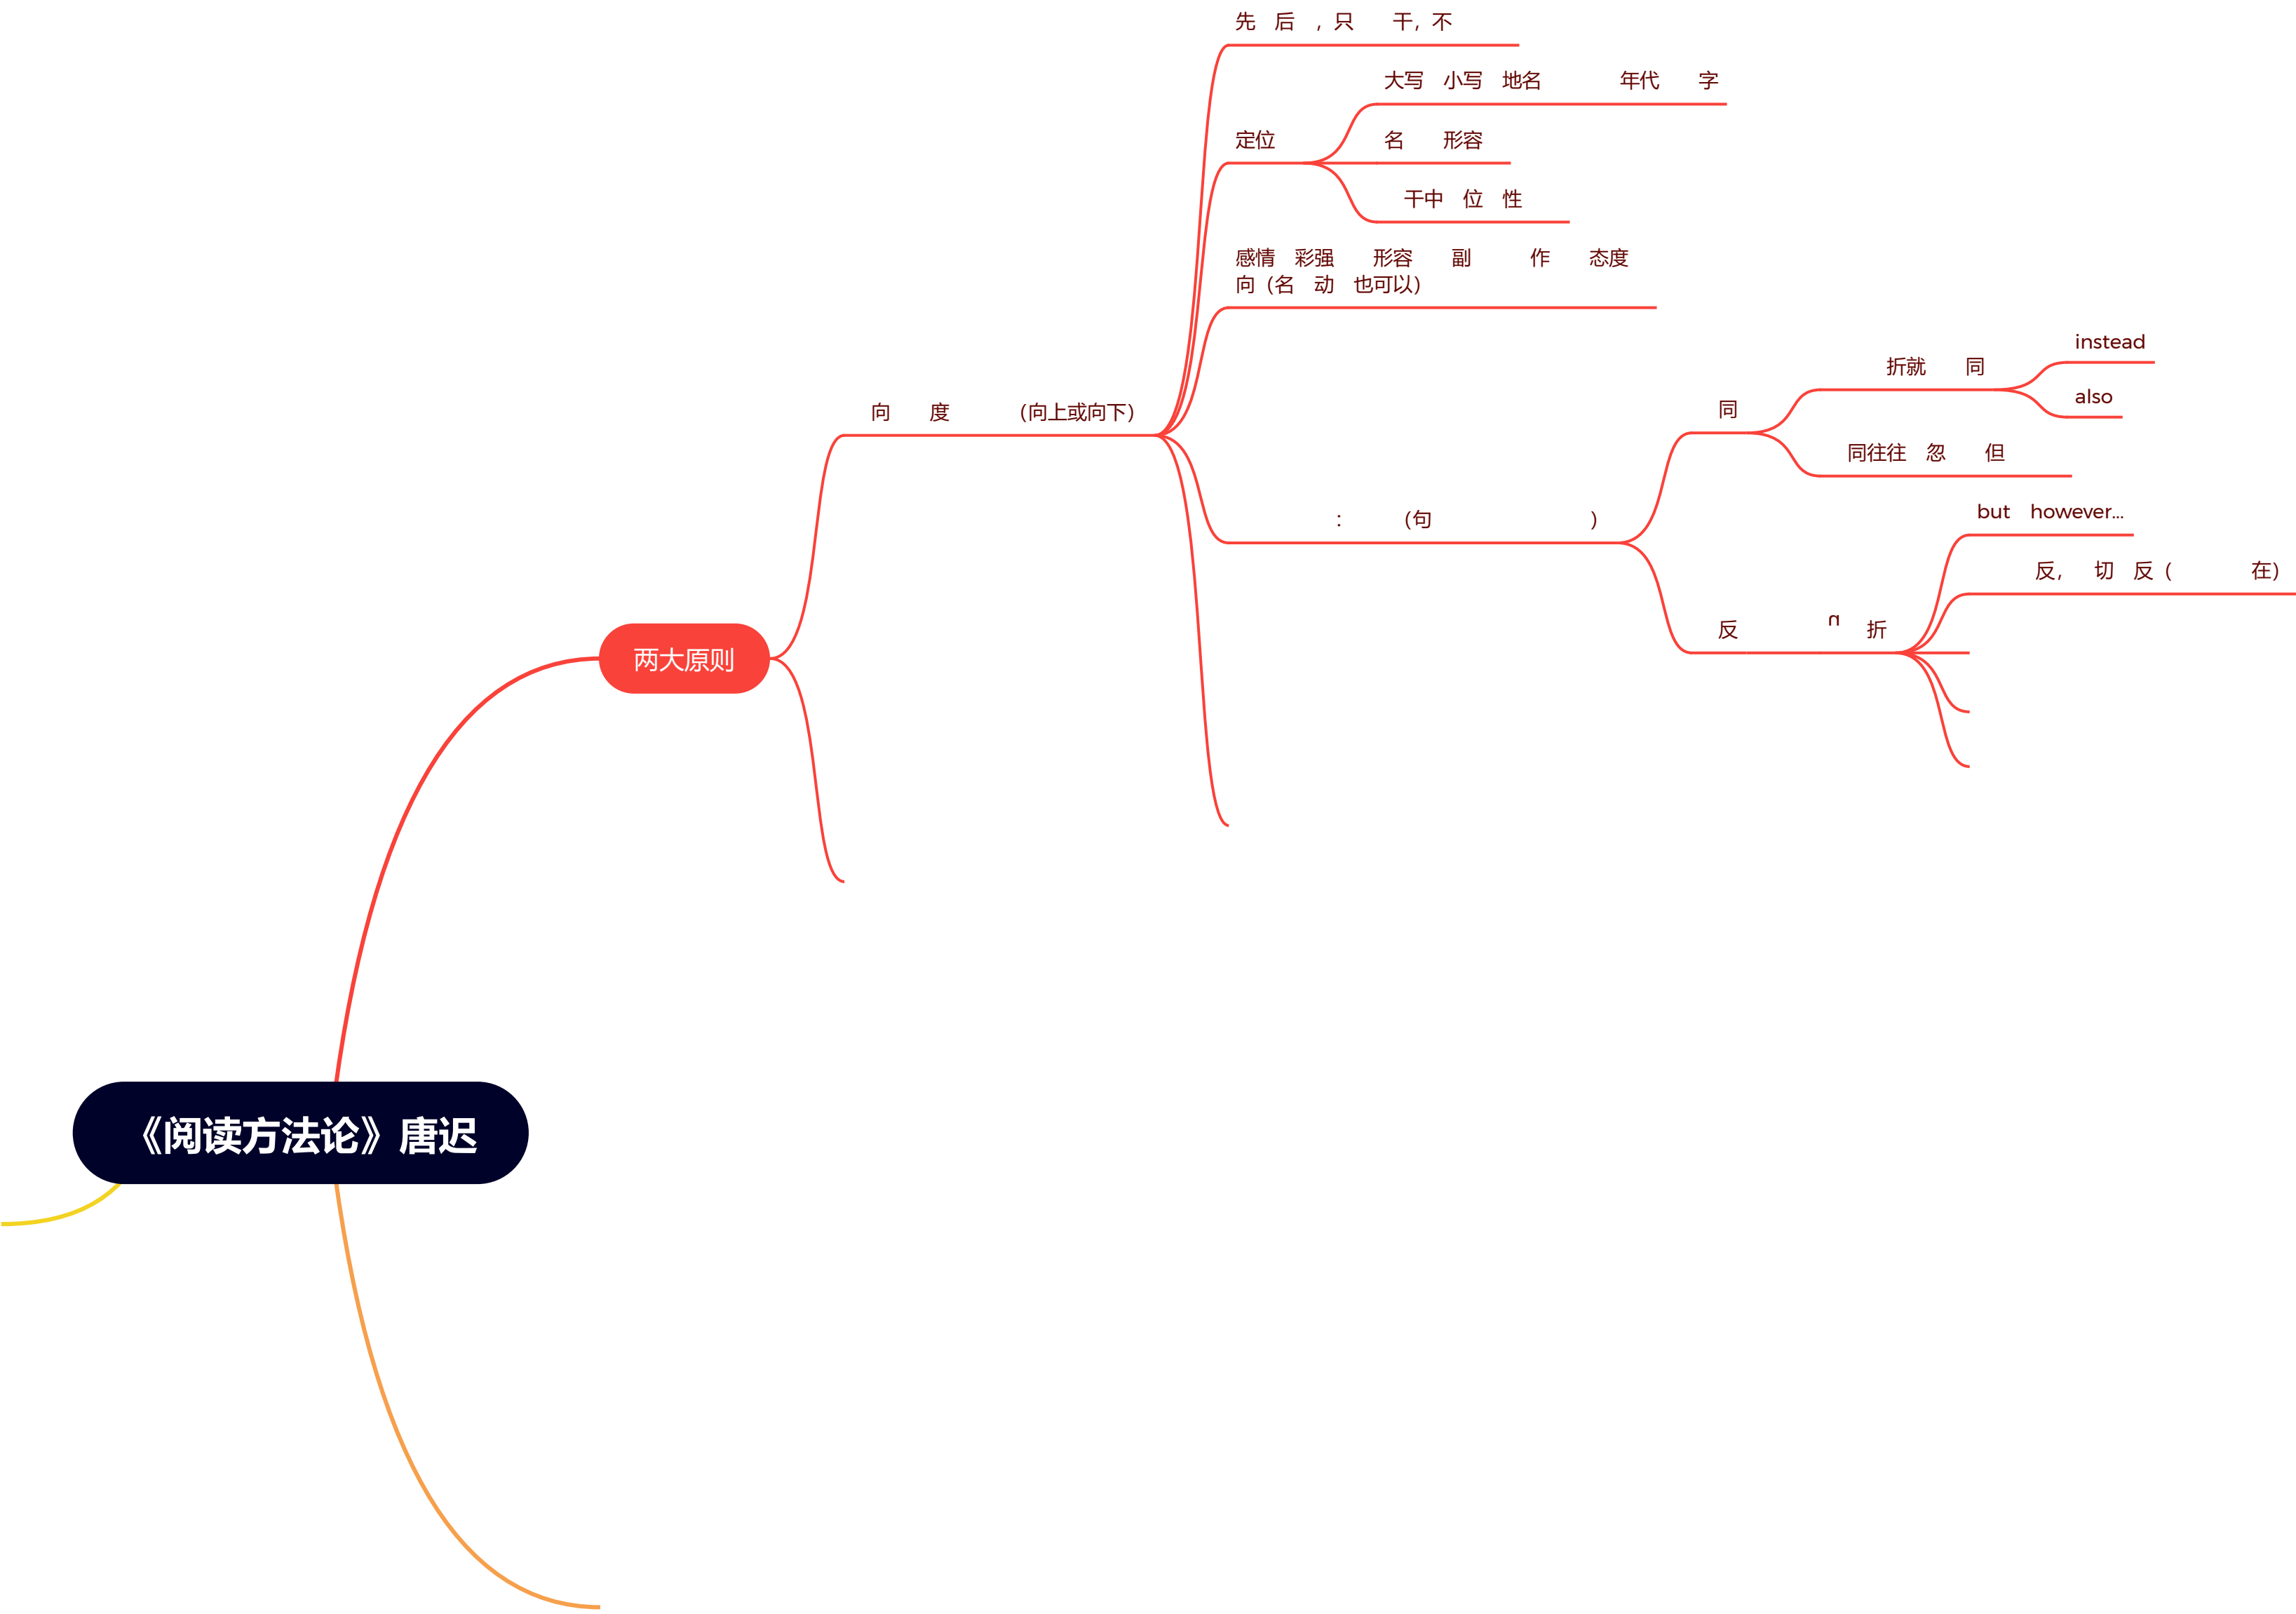 先 后 ，只 干，不
大写 小写 地名 年代 字
定位
名 形容
干中 位 性
感情 彩强 形容 副 作 态度
向（名 动 也可以）
instead
折就 同
also
向 度 （向上或向下）
同
同往往 忽 但
but however...
： （句 ）
反， 切 反（ 在）
反
折
两大原则
《阅读方法论》唐迟